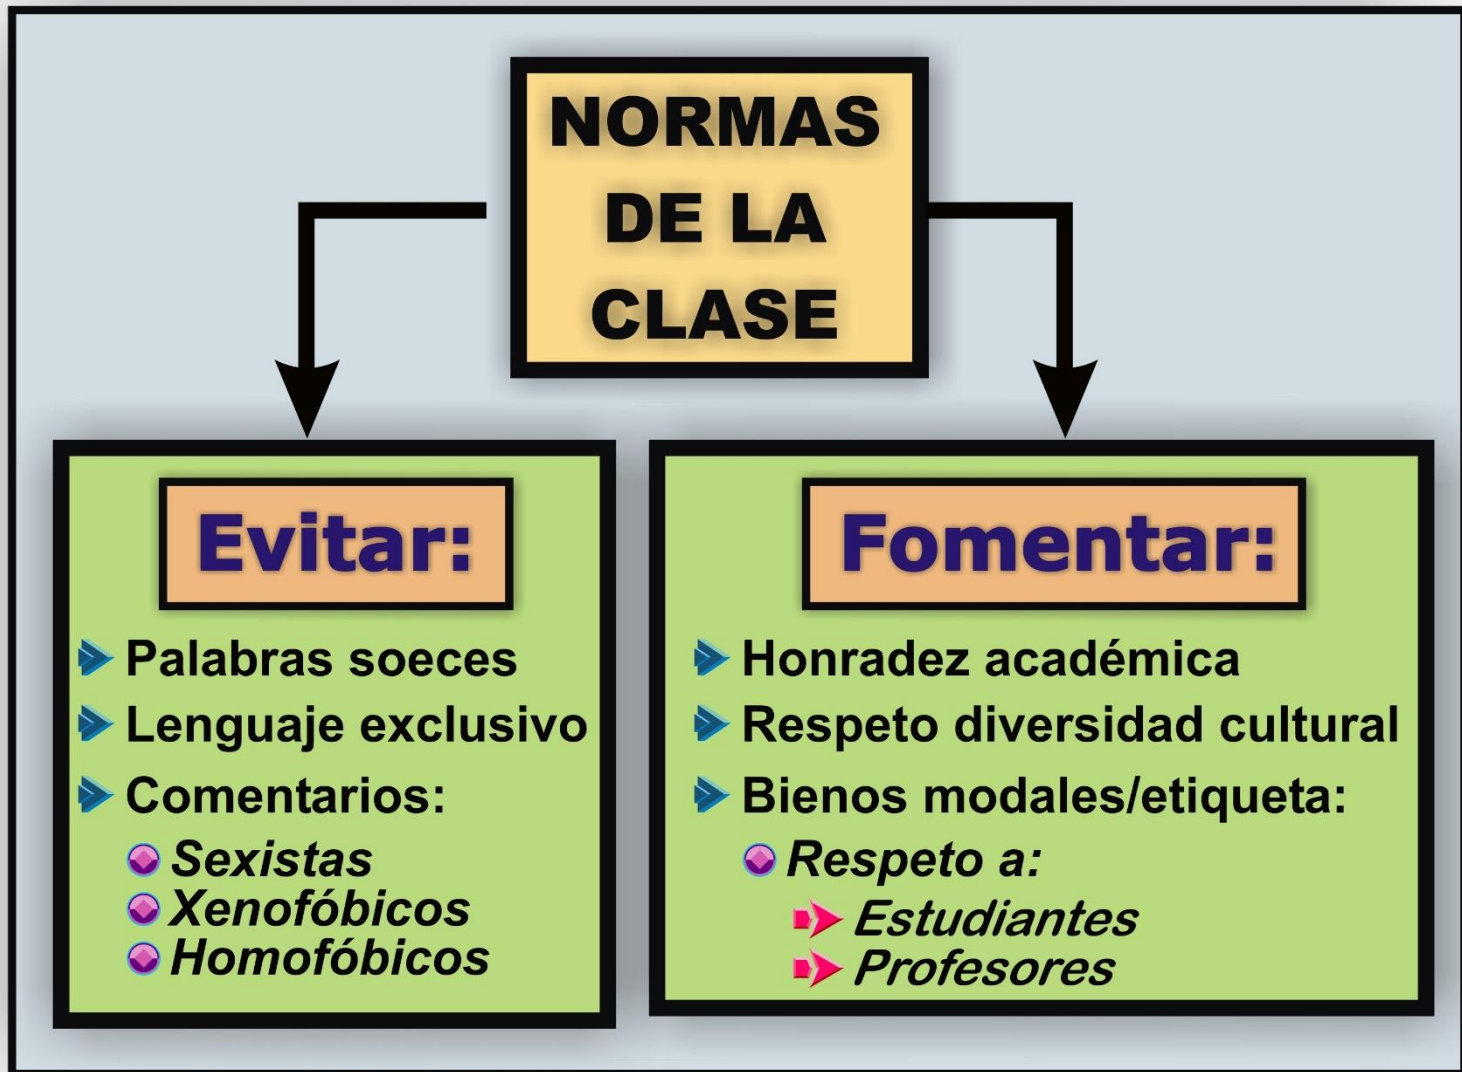 NORMAS
DE LA
CLASE
Evitar:
Palabras soeces
Lenguaje exclusivo
Comentarios:
Sexistas
Xenofóbicos
Homofóbicos
Fomentar:
Honradez académica
Respeto diversidad cultural
Bienos modales/etiqueta:
Respeto a:
Estudiantes
Profesores